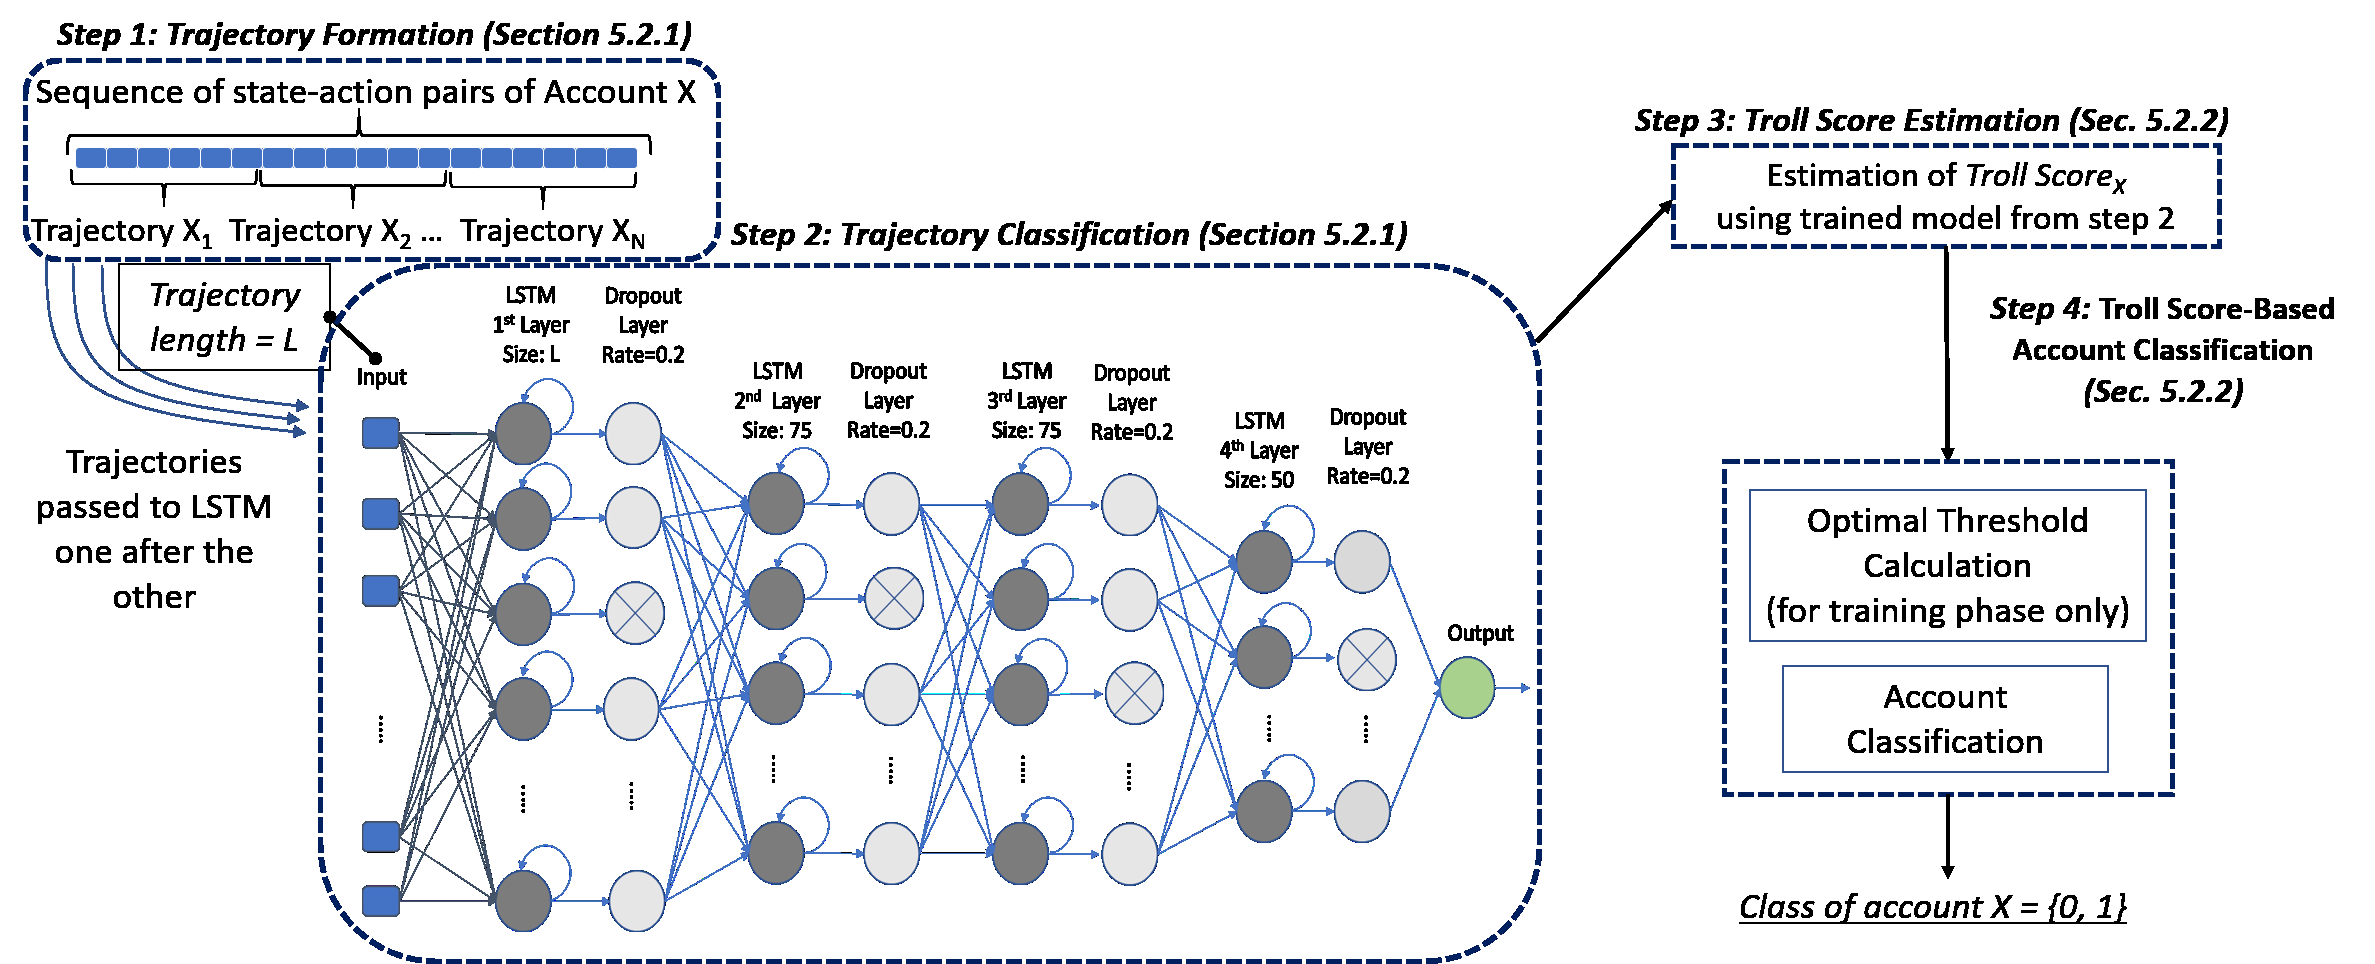 Step 1: Trajectory Formation (Section 5.2.1)
Sequence of state-action pairs of Account X
Trajectory X1 Trajectory X2 ... Trajectory XN
Trajectory
length = L
Trajectories
passed to LSTM
one after the
other
Step 2: Trajectory Classification (Section 5.2.1)
Input
LSTM
1st Layer
Size: L
Dropout
Layer
Rate=0.2
LSTM
2nd Layer
Size: 75
Dropout
Layer
Rate=0.2
LSTM
3rd Layer
Size: 75
Dropout
Layer
Rate=0.2
LSTM
4th Layer
Size: 50
Dropout
Layer
Rate=0.2
Output
Step 3: Troll Score Estimation (Sec. 5.2.2)
Estimation of Troll ScoreX
using trained model from step 2
Step 4: Troll Score-Based
Account Classification
(Sec. 5.2.2)
Optimal Threshold
Calculation
(for training phase only)
Account
Classification
Class of account X = {0, 1}